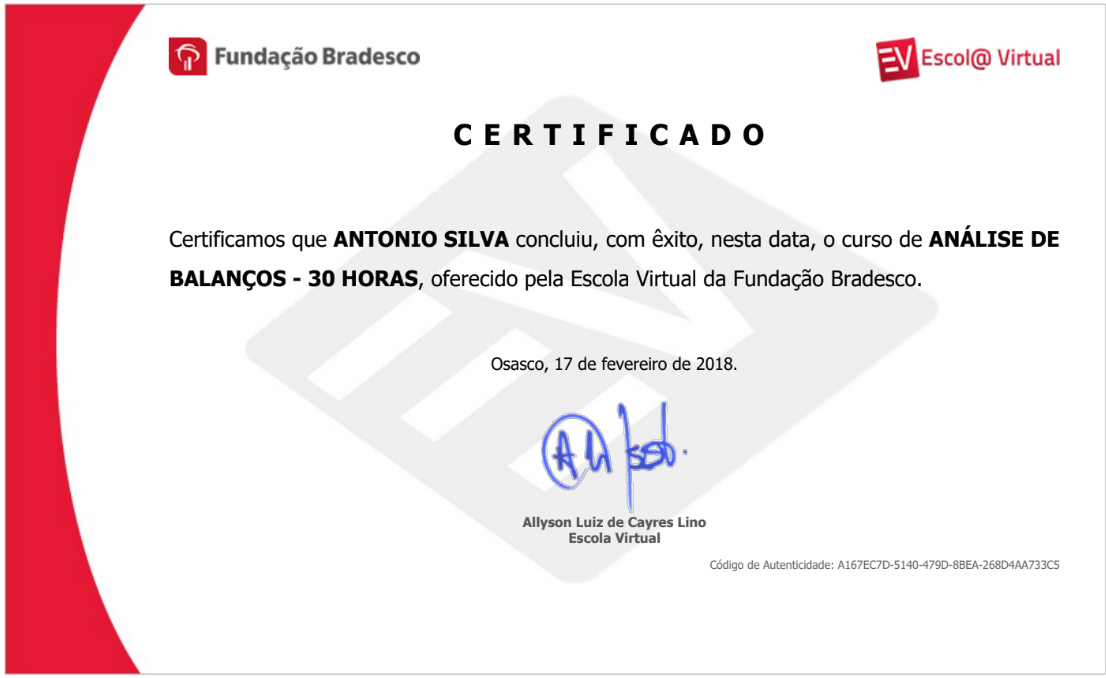 Fundação Bradesco
EV Escol@ Virtual
CERTIFICADO
Certificamos que ANTONIO SILVA concluiu, com êxito, nesta data, o curso de ANÁLISE DE
BALANÇOS - 30 HORAS, oferecido pela Escola Virtual da Fundação Bradesco.
Osasco, 17 de fevereiro de 2018.
Allyson Luiz de Cayres Lino
Escola Virtual
Código de Autenticidade: A167EC7D-5140-479D-8BEA-268D4AA733C5